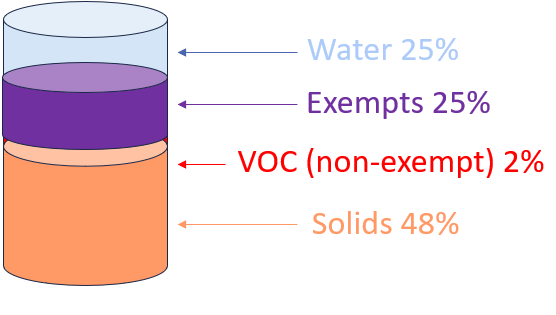 Water 25%
Exempts 25%
VOC (non-exempt) 2%
Solids 48%